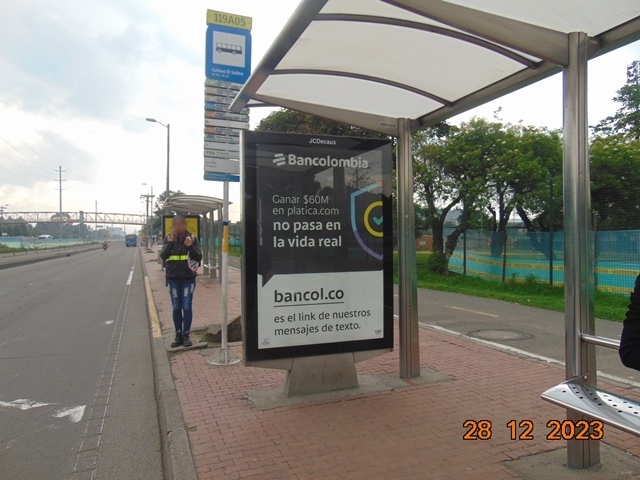 119A05
JCDecaux
Bancolombia
Ganar $60M
en platica.com
no pasa en
la vida real
bancol.co
es el link de nuestros
mensajes de texto.
28 12 2023